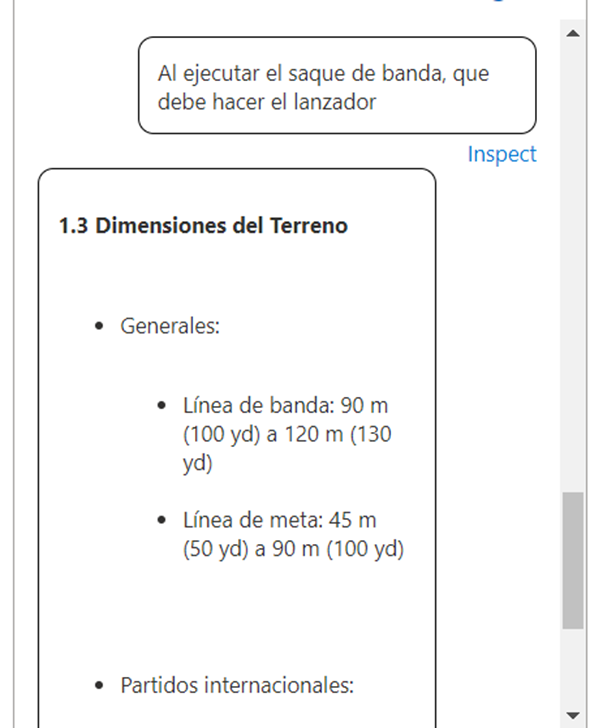 Al ejecutar el saque de banda, que
debe hacer el lanzador
Inspect
1.3 Dimensiones del Terreno
• Generales:
• Línea de banda: 90 m
(100 yd) a 120 m (130
yd)
• Línea de meta: 45 m
(50 yd) a 90 m (100 yd)
• Partidos internacionales: